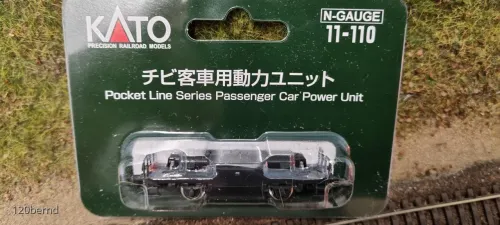 KATO
PRECISION RAILROAD MODELS
N-GAUGE
11-110
チビ客車用動力ユニット
Pocket Line Series Passenger Car Power Unit
120bernd